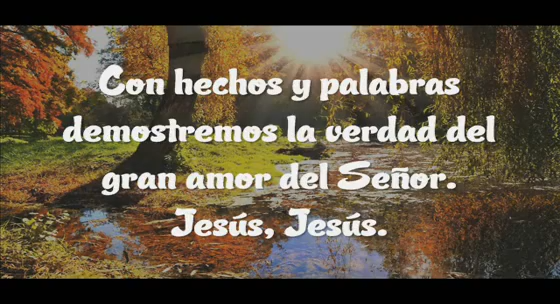 Con hechos y palabras
demostremos la verdad del
gran amor del Señor.
Jesús, Jesús.